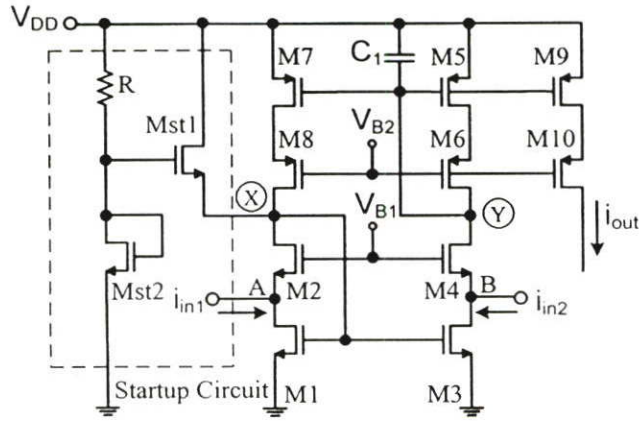 VDD
M7
C1
M5
M9
R
Mst1
M8
VB2
M6
M10
X
Y
VB1
iout
Mst2
iin1
A
M2
M4
B
iin2
Startup Circuit
M1
M3